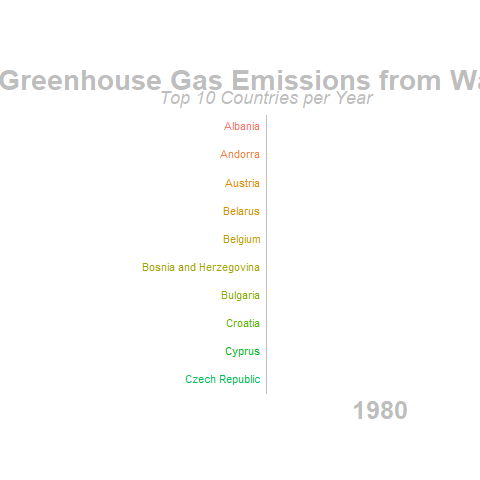 Greenhouse Gas Emissions from Wa
Top 10 Countries per Year
Albania
Andorra
Austria
Belarus
Belgium
Bosnia and Herzegovina
Bulgaria
Croatia
Cyprus
Czech Republic
1980